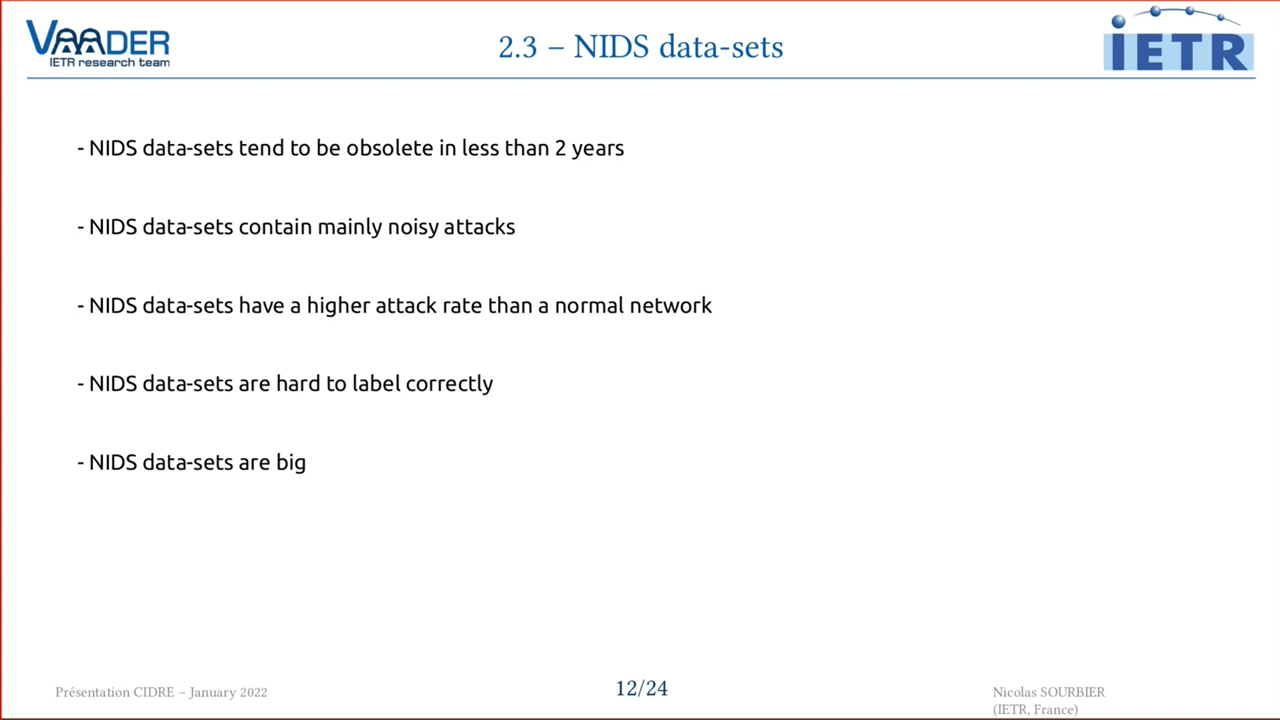 VAADER
IETR research team
2.3 – NIDS data-sets
iETR
- NIDS data-sets tend to be obsolete in less than 2 years
- NIDS data-sets contain mainly noisy attacks
- NIDS data-sets have a higher attack rate than a normal network
- NIDS data-sets are hard to label correctly
- NIDS data-sets are big
Présentation CIDRE – January 2022
12/24
Nicolas SOURBIER
(IETR, France)